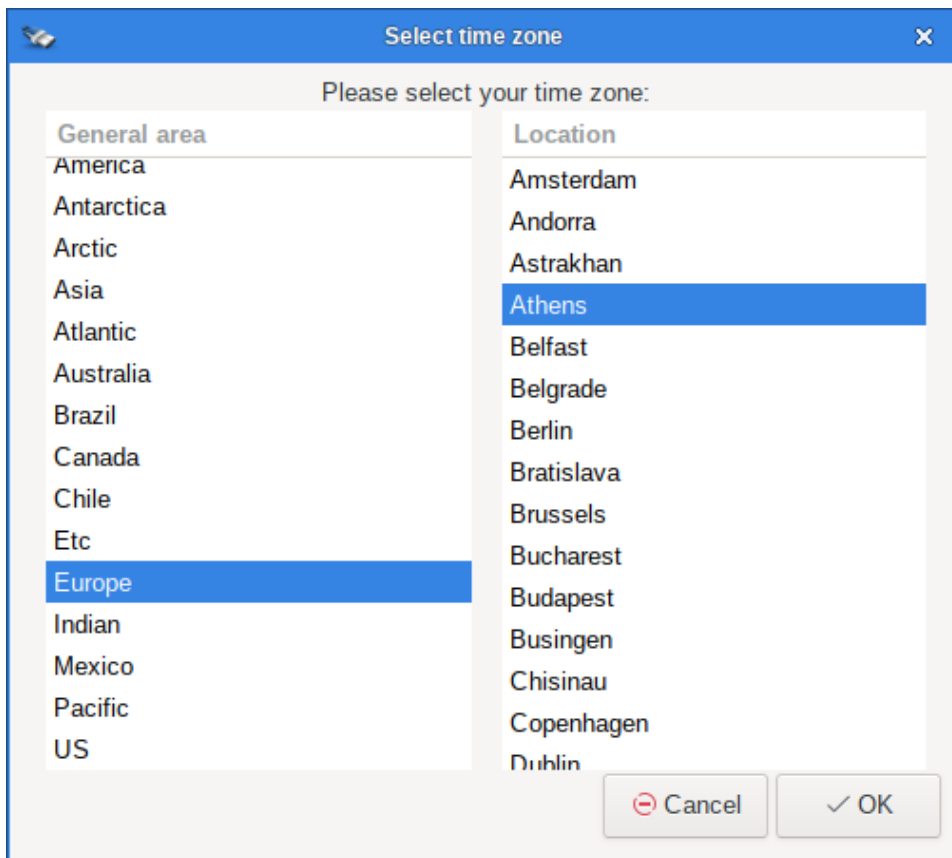 Select time zone
Please select your time zone:
General area
America
Antarctica
Arctic
Asia
Atlantic
Australia
Brazil
Canada
Chile
Etc
Europe
Indian
Mexico
Pacific
US
Location
Amsterdam
Andorra
Astrakhan
Athens
Belfast
Belgrade
Berlin
Bratislava
Brussels
Bucharest
Budapest
Busingen
Chisinau
Copenhagen
Dublin
Cancel
OK